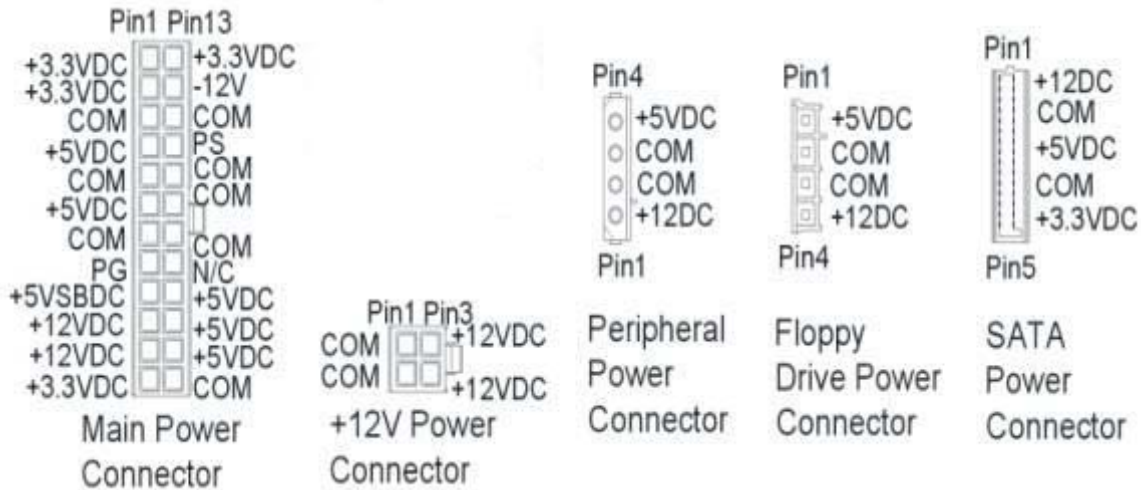 Pin1 Pin13
+3.3VDC +3.3VDC
+3.3VDC -12V
COM COM
+5VDC PS
COM COM
+5VDC COM
COM COM
PG N/C
+5VSBDC +5VDC
+12VDC +5VDC
+12VDC +5VDC
+3.3VDC COM
Main Power
Connector
Pin1 Pin3
COM +12VDC
COM +12VDC
+12V Power
Connector
Pin4
+5VDC
COM
COM
+12DC
Pin1
Peripheral
Power
Connector
Pin1
+5VDC
COM
COM
+12DC
Pin4
Floppy
Drive Power
Connector
Pin1
+12DC
COM
+5VDC
COM
+3.3VDC
Pin5
SATA
Power
Connector